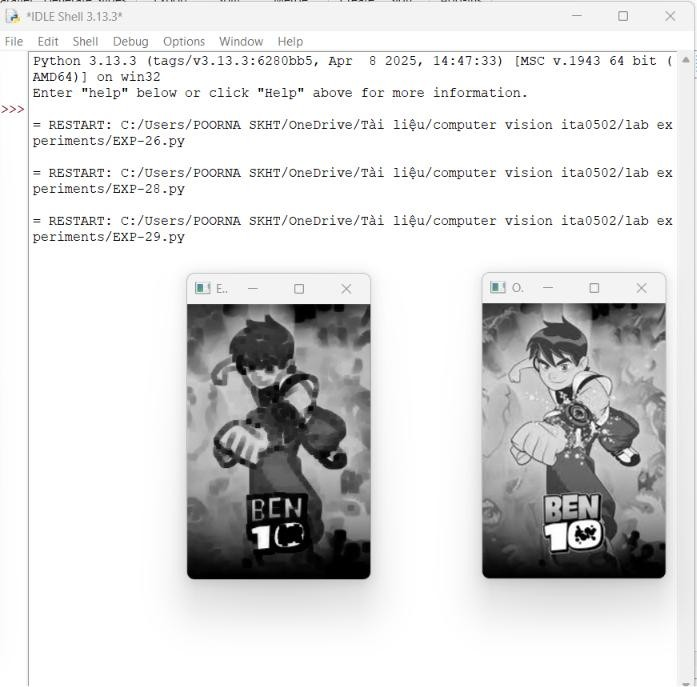 *IDLE Shell 3.13.3*
File Edit Shell Debug Options Window Help
Python 3.13.3 (tags/v3.13.3:6280bb5, Apr  8 2025, 14:47:33) [MSC v.1943 64 bit (
AMD64)] on win32
Enter "help" below or click "Help" above for more information.
>>>
= RESTART: C:/Users/POORNA SKHT/OneDrive/Tài liệu/computer vision ita0502/lab ex
periments/EXP-26.py
= RESTART: C:/Users/POORNA SKHT/OneDrive/Tài liệu/computer vision ita0502/lab ex
periments/EXP-28.py
= RESTART: C:/Users/POORNA SKHT/OneDrive/Tài liệu/computer vision ita0502/lab ex
periments/EXP-29.py
E..
O.
BEN
10
BEN
10